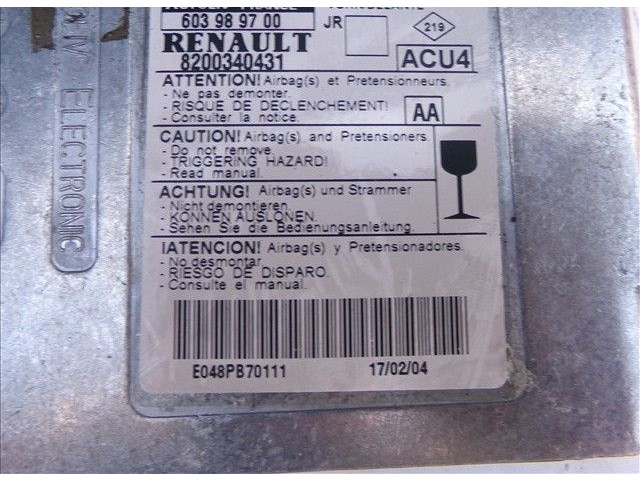 603 98 97 00
JR
219
RENAULT
8200340431
ACU4
ATTENTION! Airbag(s) et Pretensionneurs.
- Ne pas demonter.
- RISQUE DE DECLENCHEMENT!
- Consulter la notice.
AA
CAUTION! Airbag(s) and Pretensioners.
- Do not remove.
- TRIGGERING HAZARD!
- Read manual.
ACHTUNG! Airbag(s) und Strammer
- Nicht demontieren.
- KONNEN AUSLONEN.
- Sehen Sie die Bedienungsanleitung.
IATENCION! Airbag(s) y Pretensionadores.
- No desmontar.
- RIESGO DE DISPARO.
- Consulte el manual.
E048PB70111
17/02/04
ELECTRONIC